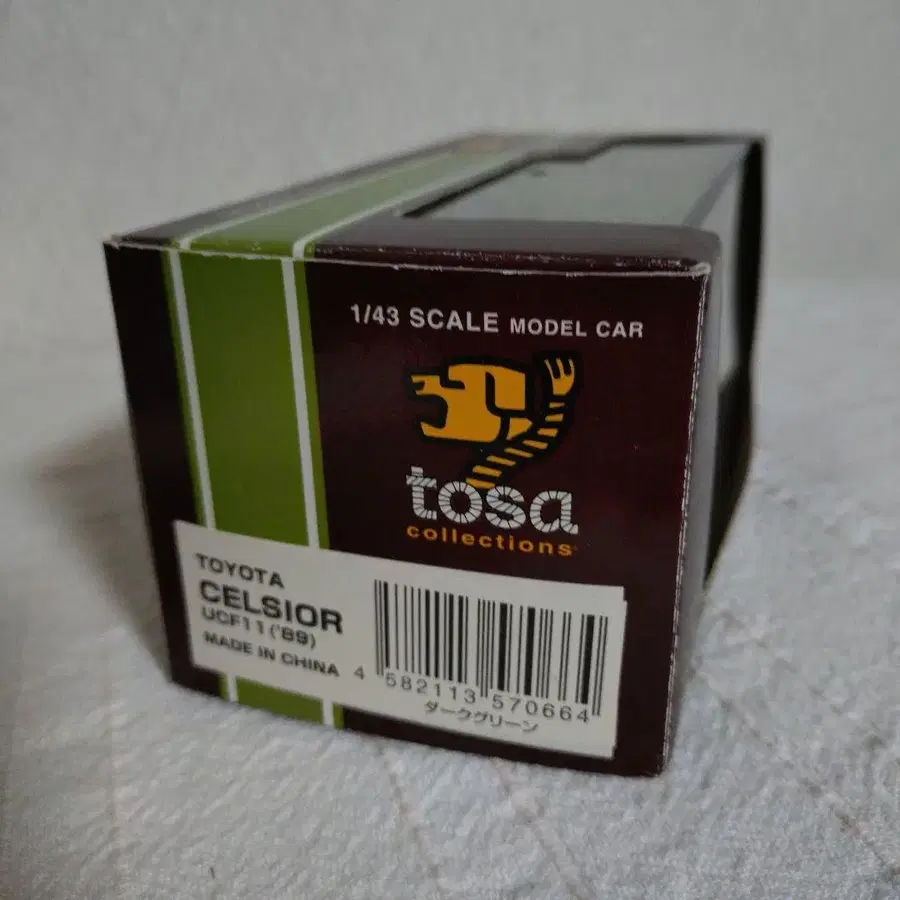 1/43 SCALE MODEL CAR
tosa
collections
TOYOTA
CELSIOR
UCF11('89)
MADE IN CHINA
4 582113 570664
ダークグリーン